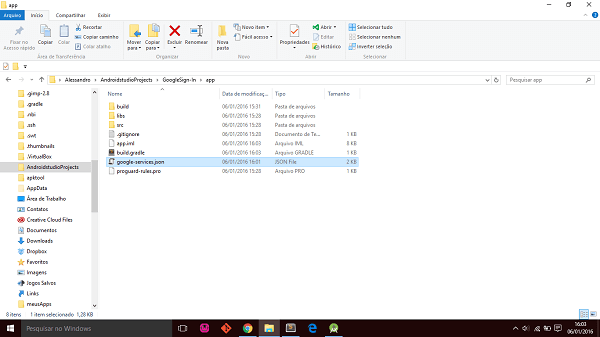 app
Arquivo Início Compartilhar Exibir
Fixar no Acesso rápido
Copiar
Colar
Recortar
Copiar caminho
Colar atalho
Área de Transferência
Mover para
Copiar para
Excluir
Renomear
Organizar
Nova pasta
Novo item
Fácil acesso
Novo
Propriedades
Abrir
Editar
Histórico
Abrir
Selecionar tudo
Selecionar nenhum
Inverter seleção
Selecionar
Alessandro > AndroidstudioProjects > GoogleSign-In > app
Pesquisar app
.gimp-2.8
.gradle
.nbi
.ssh
.swt
.thumbnails
.VirtualBox
AndroidstudioProjects
apktool
AppData
Área de Trabalho
Contatos
Creative Cloud Files
Documentos
Downloads
Dropbox
Favoritos
Imagens
Jogos Salvos
Links
meusApps
Nome Data de modificaç... Tipo Tamanho
build 06/01/2016 15:31 Pasta de arquivos
libs 06/01/2016 15:28 Pasta de arquivos
src 06/01/2016 15:28 Pasta de arquivos
.gitignore 06/01/2016 15:28 Documento de Te... 1 KB
app.iml 06/01/2016 16:03 Arquivo IML 8 KB
build.gradle 06/01/2016 16:03 Arquivo GRADLE 1 KB
google-services.json 06/01/2016 16:01 JSON File 2 KB
proguard-rules.pro 06/01/2016 15:28 Arquivo PRO 1 KB
8 itens 1 item selecionado 1,28 KB
Pesquisar no Windows
16:03
06/01/2016